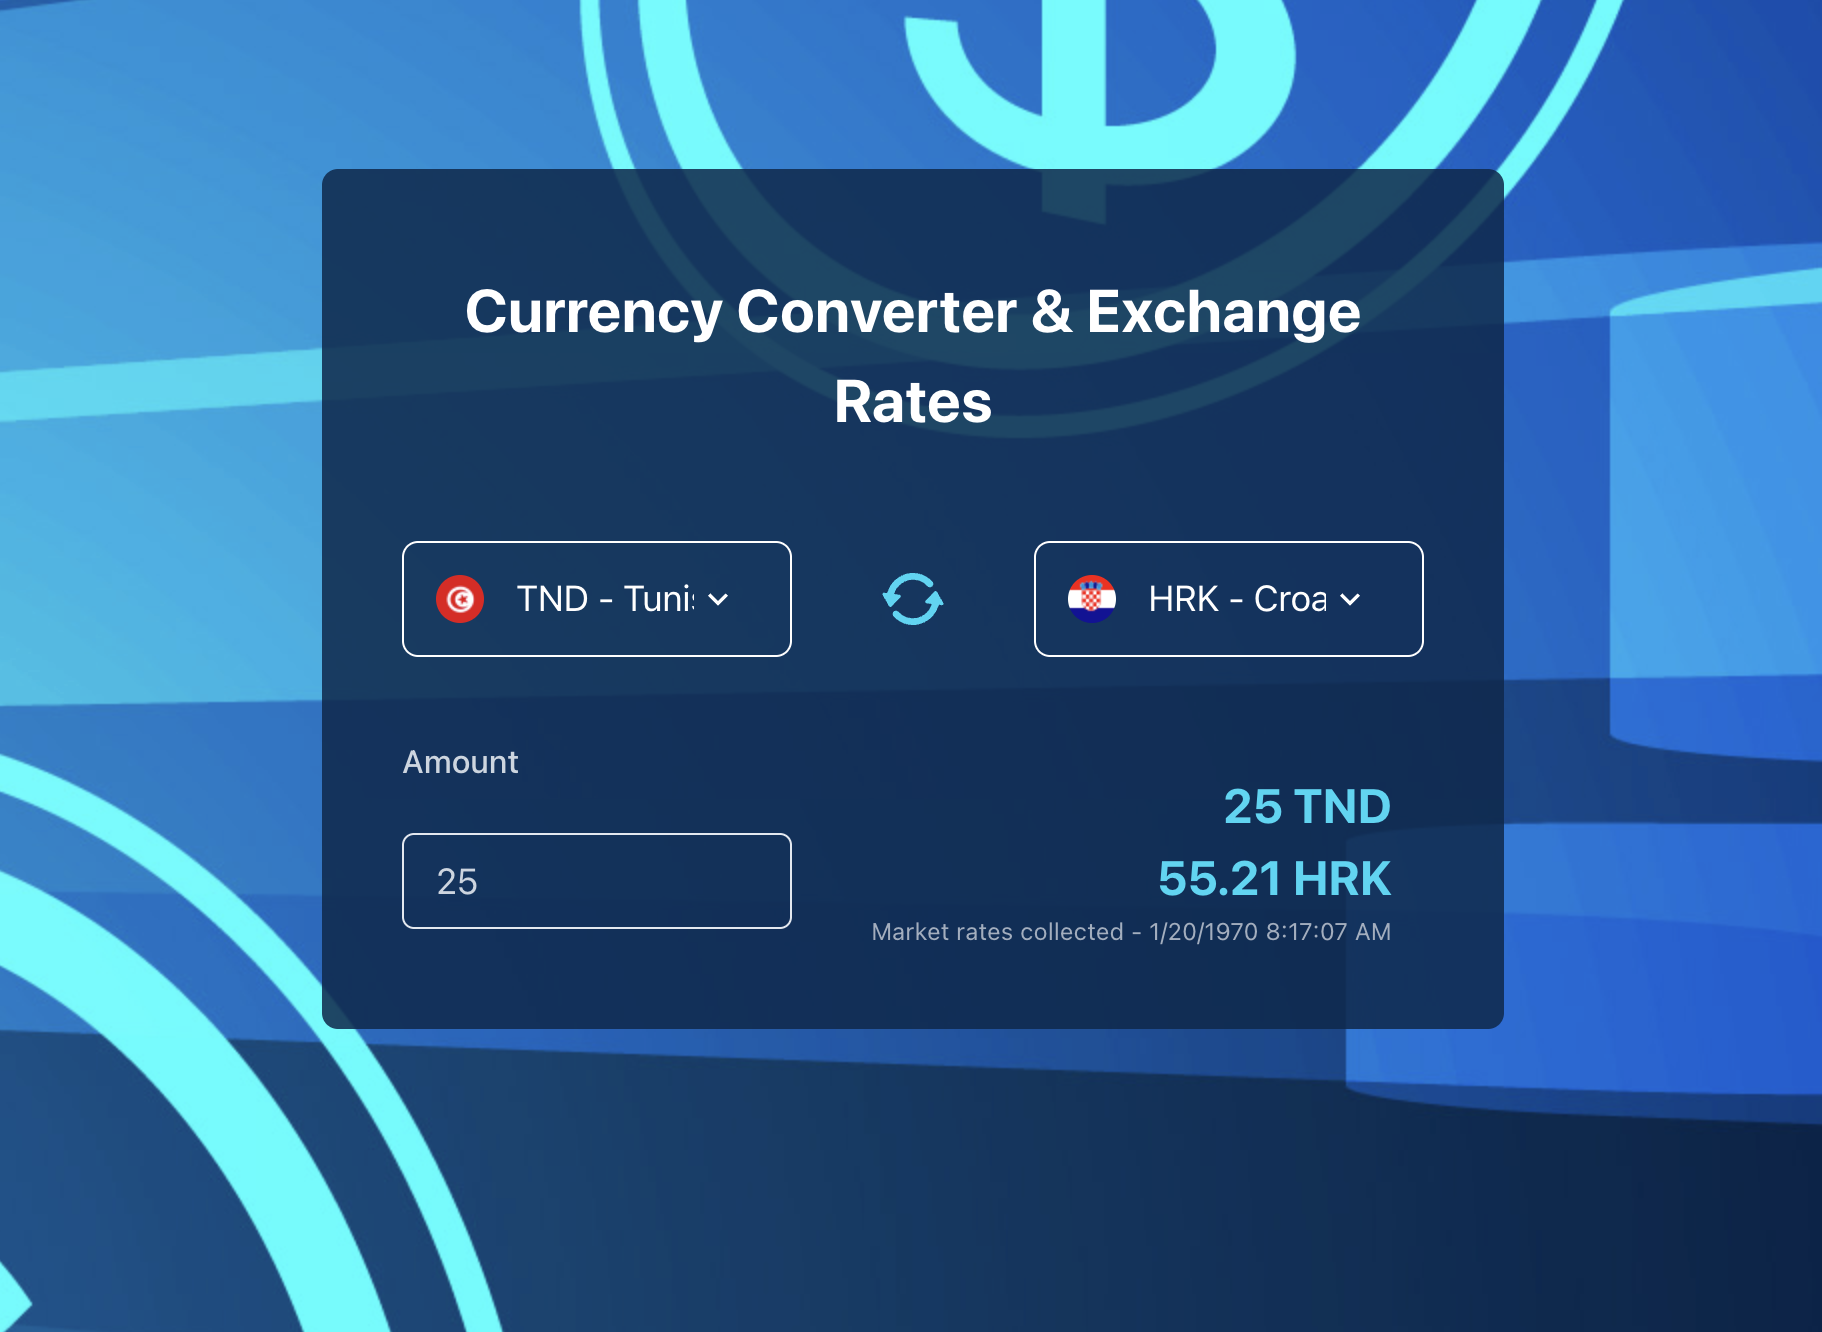 Currency Converter & Exchange
Rates
TND - Tuni
HRK - Croa
Amount
25 TND
25
55.21 HRK
Market rates collected - 1/20/1970 8:17:07 AM